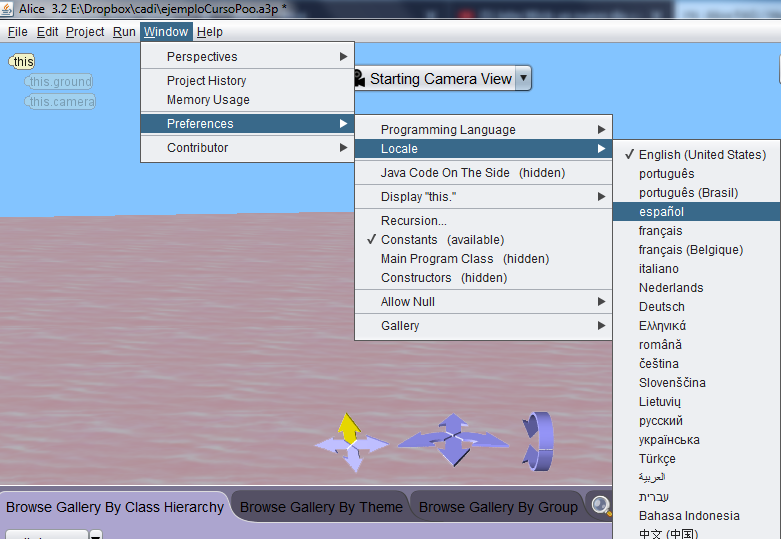 Alice 3.2 E:\Dropbox\cadi\ejemploCursoPoo.a3p *
File Edit Project Run Window Help
this
this.ground
this.camera
Perspectives
Project History
Memory Usage
Preferences
Contributor
Starting Camera View
Programming Language
Locale
Java Code On The Side (hidden)
Display "this."
Recursion...
Constants (available)
Main Program Class (hidden)
Constructors (hidden)
Allow Null
Gallery
English (United States)
português
português (Brasil)
español
français
français (Belgique)
italiano
Nederlands
Deutsch
Ελληνικά
română
čeština
Slovenščina
Lietuvių
русский
українська
Türkçe
العربية
עברית
Bahasa Indonesia
中文 (中国)
Browse Gallery By Class Hierarchy
Browse Gallery By Theme
Browse Gallery By Group